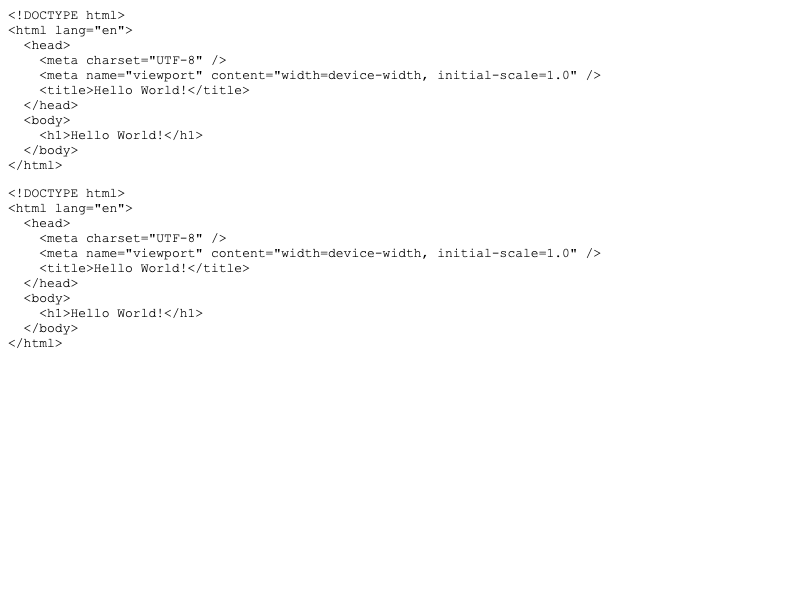 <!DOCTYPE html>
<html lang="en">
  <head>
    <meta charset="UTF-8" />
    <meta name="viewport" content="width=device-width, initial-scale=1.0" />
    <title>Hello World!</title>
  </head>
  <body>
    <h1>Hello World!</h1>
  </body>
</html>

<!DOCTYPE html>
<html lang="en">
  <head>
    <meta charset="UTF-8" />
    <meta name="viewport" content="width=device-width, initial-scale=1.0" />
    <title>Hello World!</title>
  </head>
  <body>
    <h1>Hello World!</h1>
  </body>
</html>